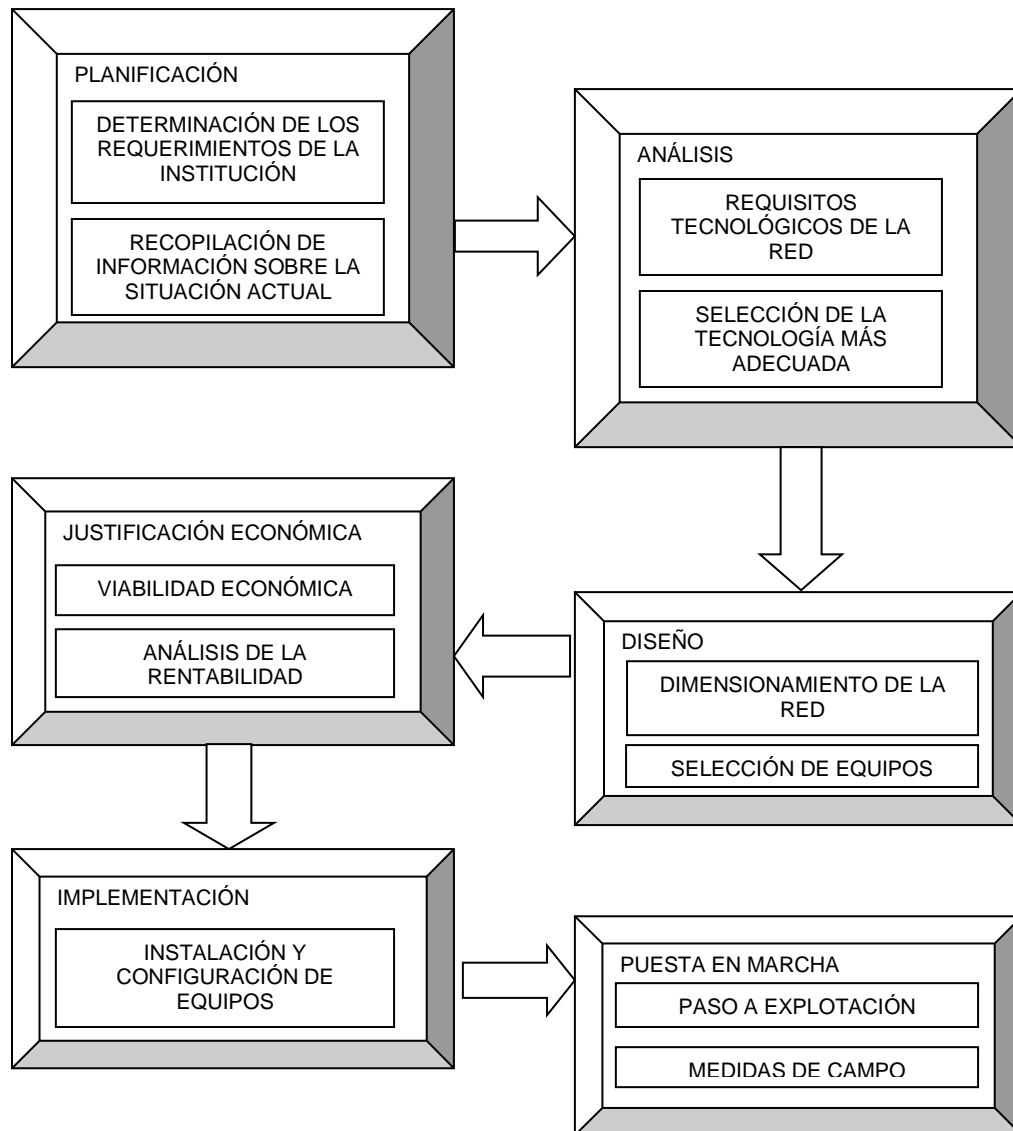 PLANIFICACIÓN
DETERMINACIÓN DE LOS
REQUERIMIENTOS DE LA
INSTITUCIÓN
RECOPILACIÓN DE
INFORMACIÓN SOBRE LA
SITUACIÓN ACTUAL
ANÁLISIS
REQUISITOS
TECNOLÓGICOS DE LA
RED
SELECCIÓN DE LA
TECNOLOGÍA MÁS
ADECUADA
DISEÑO
DIMENSIONAMIENTO DE LA
RED
SELECCIÓN DE EQUIPOS
JUSTIFICACIÓN ECONÓMICA
VIABILIDAD ECONÓMICA
ANÁLISIS DE LA
RENTABILIDAD
IMPLEMENTACIÓN
INSTALACIÓN Y
CONFIGURACIÓN DE
EQUIPOS
PUESTA EN MARCHA
PASO A EXPLOTACIÓN
MEDIDAS DE CAMPO